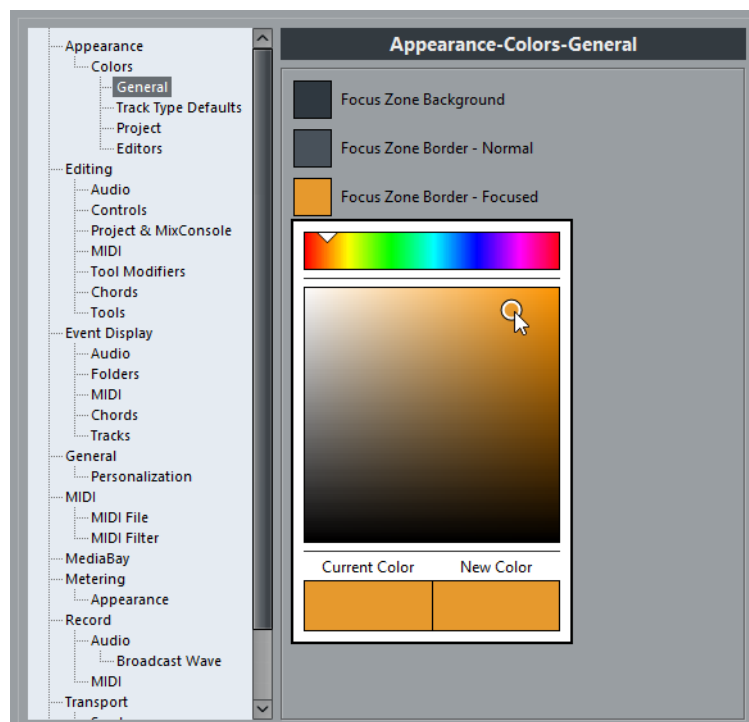 Appearance
Colors
General
Track Type Defaults
Project
Editors
Editing
Audio
Controls
Project & MixConsole
MIDI
Tool Modifiers
Chords
Tools
Event Display
Audio
Folders
MIDI
Chords
Tracks
General
Personalization
MIDI
MIDI File
MIDI Filter
MediaBay
Metering
Appearance
Record
Audio
Broadcast Wave
MIDI
Transport
Appearance-Colors-General
Focus Zone Background
Focus Zone Border - Normal
Focus Zone Border - Focused
Current Color New Color